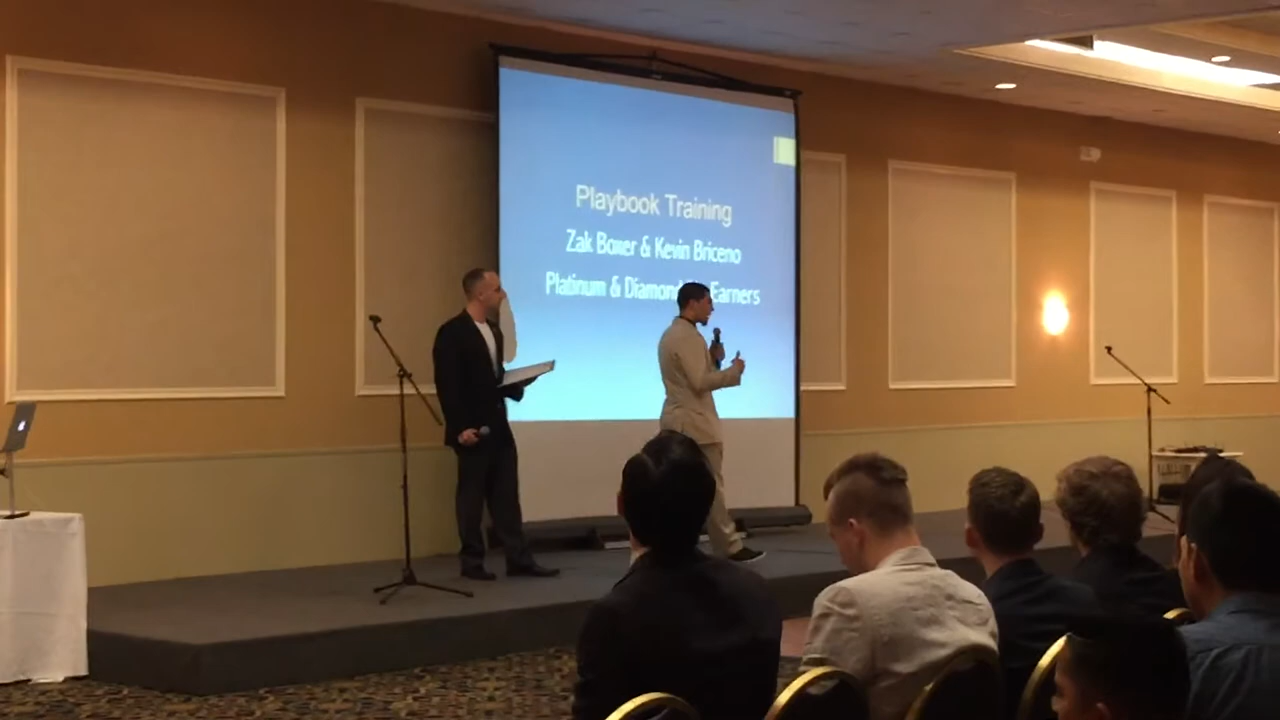 Playbook Training
Zak Boxer & Kevin Briceno
Platinum & Diamond Earners